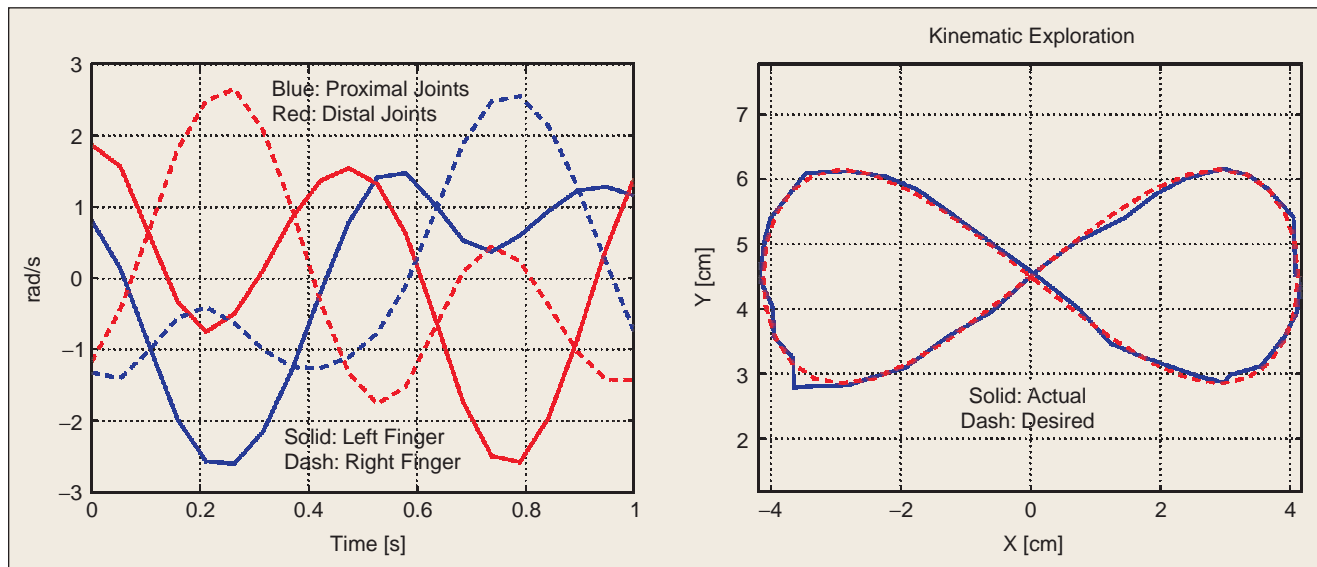 3
2
1
0
−1
−2
−3
rad/s
Blue: Proximal Joints
Red: Distal Joints
Solid: Left Finger
Dash: Right Finger
0
0.2
0.4
0.6
0.8
1
Time [s]
Kinematic Exploration
7
6
5
4
3
2
Y [cm]
Solid: Actual
Dash: Desired
−4
−2
0
2
4
X [cm]